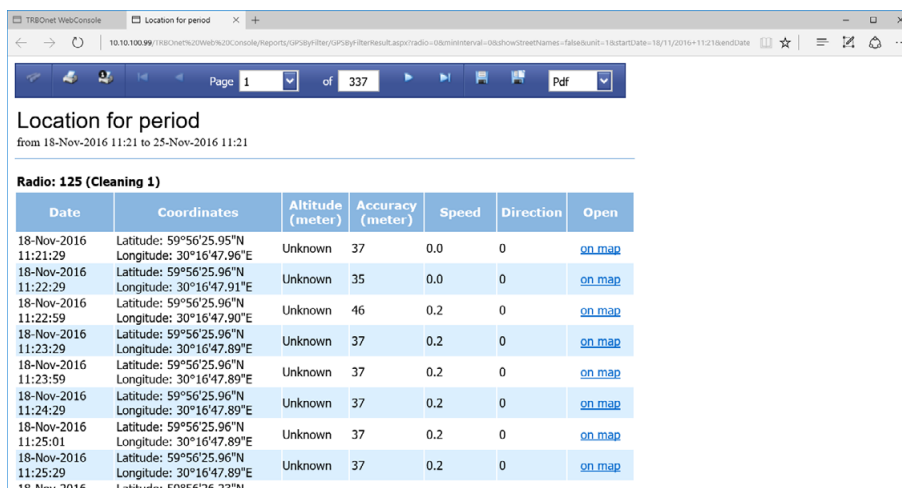 TRBOnet WebConsole
Location for period
10.10.100.99/TRBOnet%20Web%20Console/Reports/GPSByFilter/GPSByFilterResult.aspx?radio=0&minInterval=0&showStreetNames=false&unit=1&startDate=18/11/2016+11:21&endDate
Page 1 of 337 Pdf
Location for period
from 18-Nov-2016 11:21 to 25-Nov-2016 11:21
Radio: 125 (Cleaning 1)
Date Coordinates Altitude (meter) Accuracy (meter) Speed Direction Open
18-Nov-2016 Latitude: 59°56'25.95"N
11:21:29 Longitude: 30°16'47.96"E Unknown 37 0.0 0 on map
18-Nov-2016 Latitude: 59°56'25.96"N
11:22:29 Longitude: 30°16'47.91"E Unknown 35 0.0 0 on map
18-Nov-2016 Latitude: 59°56'25.96"N
11:22:59 Longitude: 30°16'47.90"E Unknown 46 0.2 0 on map
18-Nov-2016 Latitude: 59°56'25.96"N
11:23:29 Longitude: 30°16'47.89"E Unknown 37 0.2 0 on map
18-Nov-2016 Latitude: 59°56'25.96"N
11:23:59 Longitude: 30°16'47.89"E Unknown 37 0.2 0 on map
18-Nov-2016 Latitude: 59°56'25.96"N
11:24:29 Longitude: 30°16'47.89"E Unknown 37 0.2 0 on map
18-Nov-2016 Latitude: 59°56'25.96"N
11:25:01 Longitude: 30°16'47.89"E Unknown 37 0.2 0 on map
18-Nov-2016 Latitude: 59°56'25.96"N
11:25:29 Longitude: 30°16'47.89"E Unknown 37 0.2 0 on map